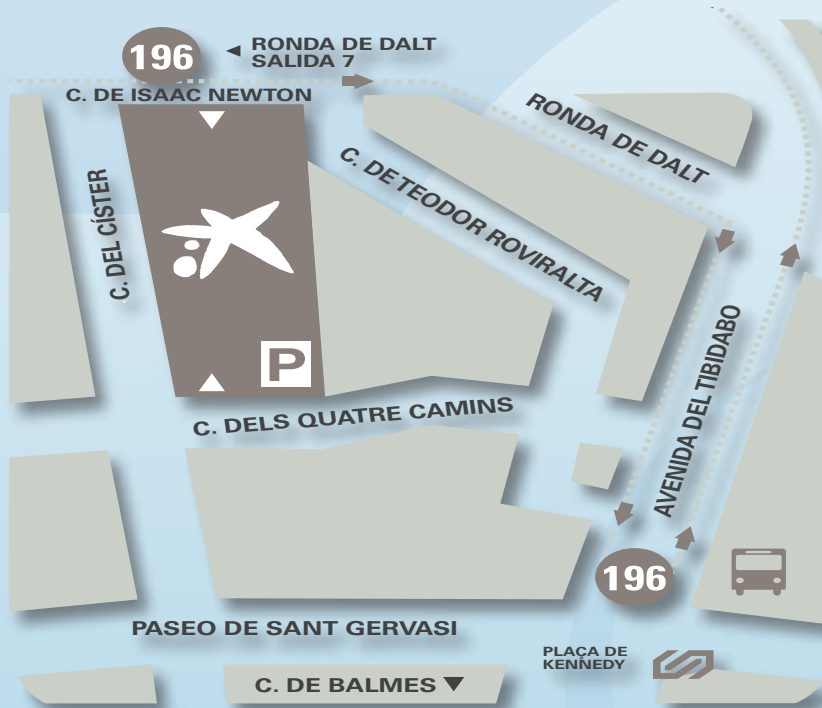 196
RONDA DE DALT
SALIDA 7
C. DE ISAAC NEWTON
RONDA DE DALT
C. DE TEODOR ROVIRALTA
C. DEL CÍSTER
AVENIDA DEL TIBIDABO
P
C. DELS QUATRE CAMINS
196
PASEO DE SANT GERVASI
PLAÇA DE
KENNEDY
C. DE BALMES